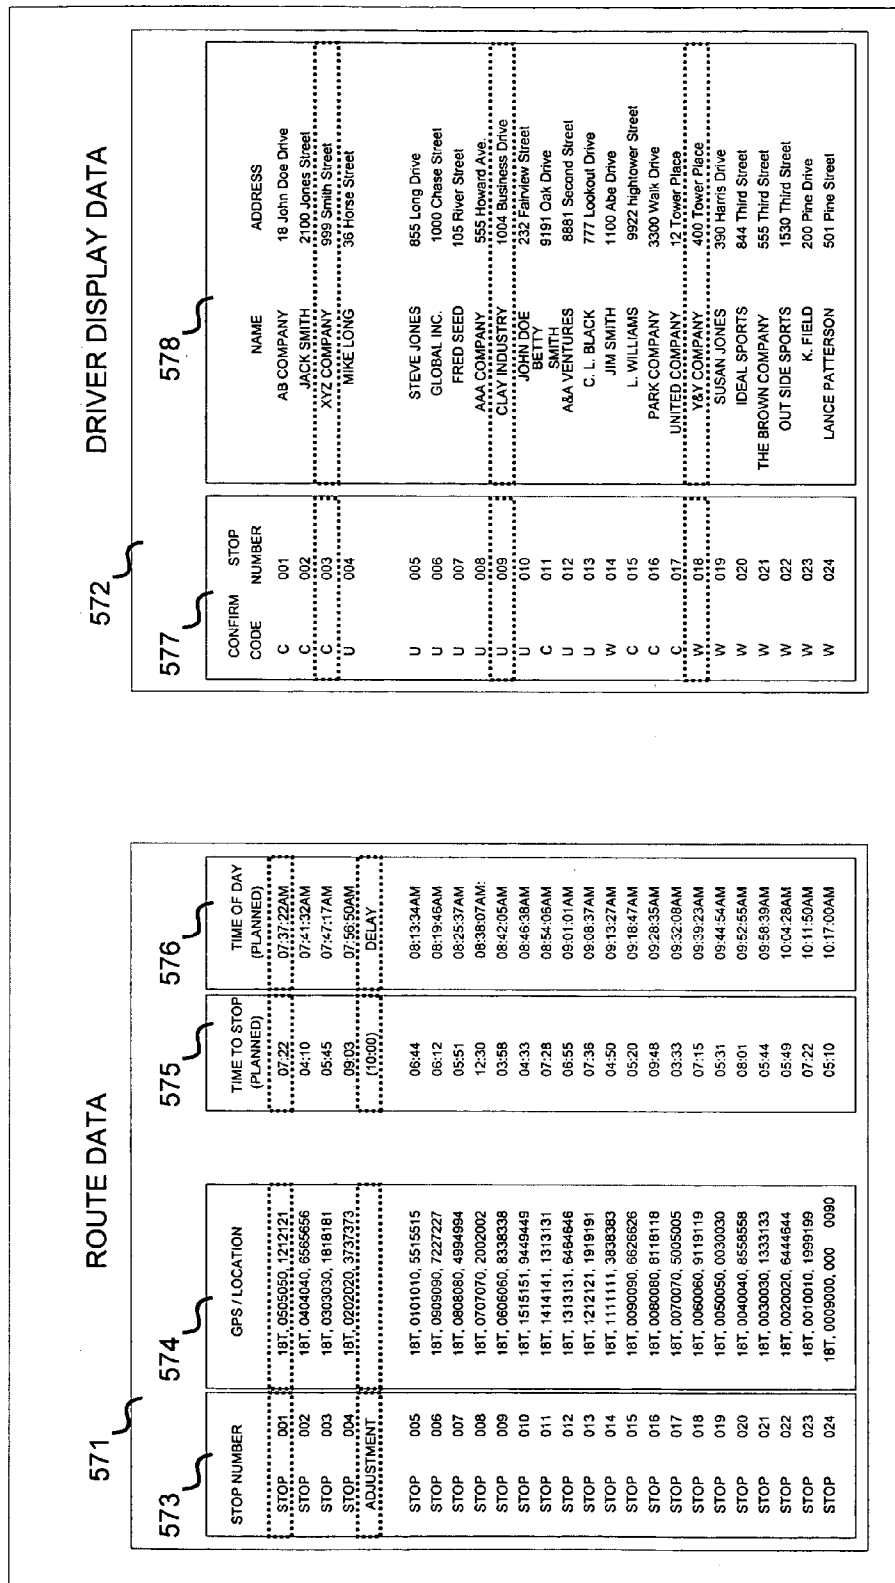 ROUTE DATA
571
573
574
575
576
STOP NUMBER GPS / LOCATION TIME TO STOP (PLANNED) TIME OF DAY (PLANNED)
STOP 001 18T, 0505050, 1212121 07:22 07:37:22AM
STOP 002 18T, 0404040, 6565656 04:10 07:41:32AM
STOP 003 18T, 0303030, 1818181 05:45 07:47:17AM
STOP 004 18T, 0202020, 3737373 09:03 07:56:50AM
ADJUSTMENT (10:00) DELAY
STOP 005 18T, 0101010, 5515515 06:44 08:13:34AM
STOP 006 18T, 0909090, 7227227 06:12 08:19:46AM
STOP 007 18T, 0808080, 4994994 05:51 08:25:37AM
STOP 008 18T, 0707070, 2002002 12:30 08:38:07AM:
STOP 009 18T, 0606060, 8338338 03:58 08:42:05AM
STOP 010 18T, 1515151, 9449449 04:33 08:46:38AM
STOP 011 18T, 1414141, 1313131 07:28 08:54:06AM
STOP 012 18T, 1313131, 6464646 06:55 09:01:01AM
STOP 013 18T, 1212121, 1919191 07:36 09:08:37AM
STOP 014 18T, 1111111, 3838383 04:50 09:13:27AM
STOP 015 18T, 0090090, 6626626 05:20 09:18:47AM
STOP 016 18T, 0080080, 8118118 09:48 09:28:35AM
STOP 017 18T, 0070070, 5005005 03:33 09:32:08AM
STOP 018 18T, 0060060, 9119119 07:15 09:39:23AM
STOP 019 18T, 0050050, 0030030 05:31 09:44:54AM
STOP 020 18T, 0040040, 8558558 08:01 09:52:55AM
STOP 021 18T, 0030030, 1333133 05:44 09:58:39AM
STOP 022 18T, 0020020, 6444644 05:49 10:04:28AM
STOP 023 18T, 0010010, 1999199 07:22 10:11:50AM
STOP 024 18T, 0009000, 000 0090 05:10 10:17:00AM
DRIVER DISPLAY DATA
572
577
578
CONFIRM CODE STOP NUMBER NAME ADDRESS
C 001 AB COMPANY 18 John Doe Drive
C 002 JACK SMITH 2100 Jones Street
C 003 XYZ COMPANY 999 Smith Street
U 004 MIKE LONG 36 Horse Street
U 005 STEVE JONES 855 Long Drive
U 006 GLOBAL INC. 1000 Chase Street
U 007 FRED SEED 105 River Street
U 008 AAA COMPANY 555 Howard Ave.
U 009 CLAY INDUSTRY 1004 Business Drive
U 010 JOHN DOE 232 Fairview Street
C 011 BETTY SMITH 9191 Oak Drive
U 012 A&A VENTURES 8881 Second Street
U 013 C. L. BLACK 777 Lookout Drive
W 014 JIM SMITH 1100 Abe Drive
C 015 L. WILLIAMS 9922 hightower Street
C 016 PARK COMPANY 3300 Walk Drive
C 017 UNITED COMPANY 12 Tower Place
W 018 Y&Y COMPANY 400 Tower Place
W 019 SUSAN JONES 390 Harris Drive
W 020 IDEAL SPORTS 844 Third Street
W 021 THE BROWN COMPANY 555 Third Street
W 022 OUT SIDE SPORTS 1530 Third Street
W 023 K. FIELD 200 Pine Drive
W 024 LANCE PATTERSON 501 Pine Street